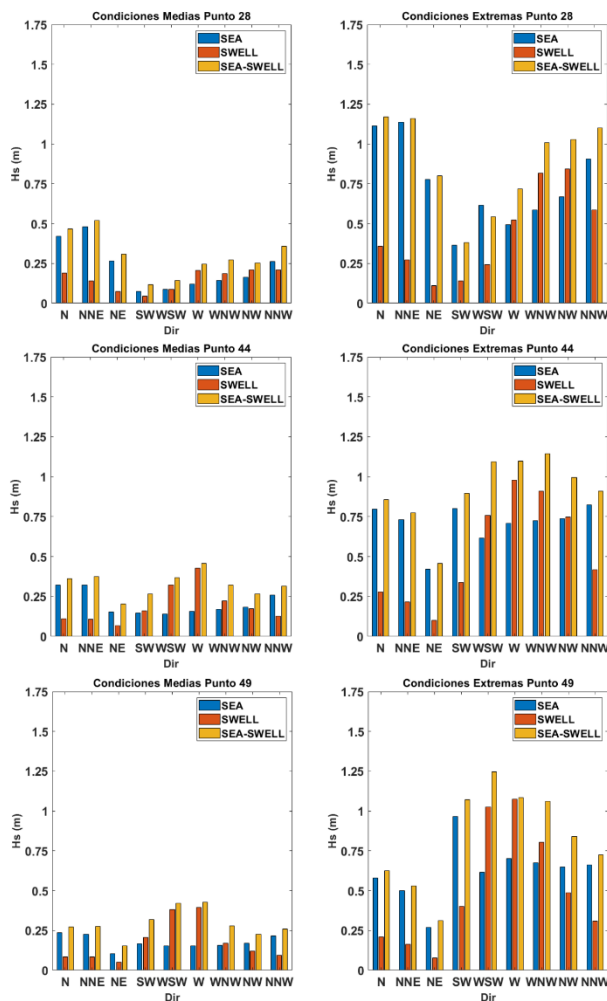 Condiciones Medias Punto 28
1.75
1.5
1.25
1
0.75
0.5
0.25
0
Hs (m)
SEA
SWELL
SEA-SWELL
N NNE NE SW WSW W WNW NW NNW
Dir
Condiciones Extremas Punto 28
1.75
1.5
1.25
1
0.75
0.5
0.25
0
Hs (m)
SEA
SWELL
SEA-SWELL
N NNE NE SW WSW W WNW NW NNW
Dir
Condiciones Medias Punto 44
1.75
1.5
1.25
1
0.75
0.5
0.25
0
Hs (m)
SEA
SWELL
SEA-SWELL
N NNE NE SW WSW W WNW NW NNW
Dir
Condiciones Extremas Punto 44
1.75
1.5
1.25
1
0.75
0.5
0.25
0
Hs (m)
SEA
SWELL
SEA-SWELL
N NNE NE SW WSW W WNW NW NNW
Dir
Condiciones Medias Punto 49
1.75
1.5
1.25
1
0.75
0.5
0.25
0
Hs (m)
SEA
SWELL
SEA-SWELL
N NNE NE SW WSW W WNW NW NNW
Dir
Condiciones Extremas Punto 49
1.75
1.5
1.25
1
0.75
0.5
0.25
0
Hs (m)
SEA
SWELL
SEA-SWELL
N NNE NE SW WSW W WNW NW NNW
Dir